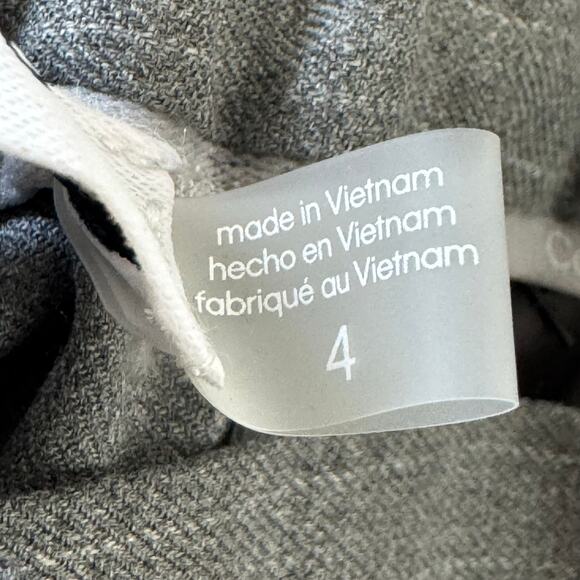 made in Vietnam
hecho en Vietnam
fabriqué au Vietnam
4